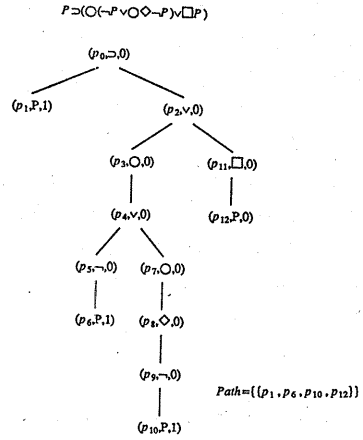 P⊃(○(¬P∨○◇¬P)∨□P)
(p₀,⊃,0)
(p₁,P,1)
(p₂,∨,0)
(p₃,○,0)
(p₁₁,□,0)
(p₄,∨,0)
(p₁₂,P,0)
(p₅,¬,0)
(p₇,○,0)
(p₆,P,1)
(p₈,◇,0)
(p₉,¬,0)
Path={{p₁,p₆,p₁₀,p₁₂}}
(p₁₀,P,1)